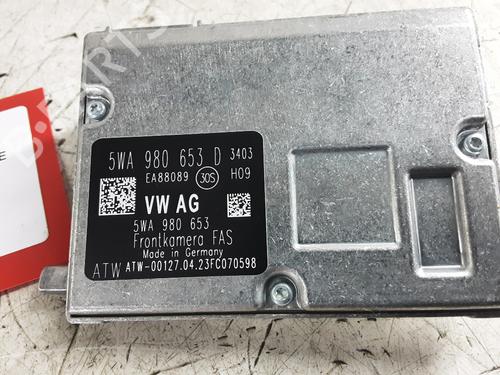 5WA 980 653 D 3403
EA88089 30S H09
VW AG
5WA 980 653
Frontkamera FAS
Made in Germany
ATW ATW-00127.04.23FC070598